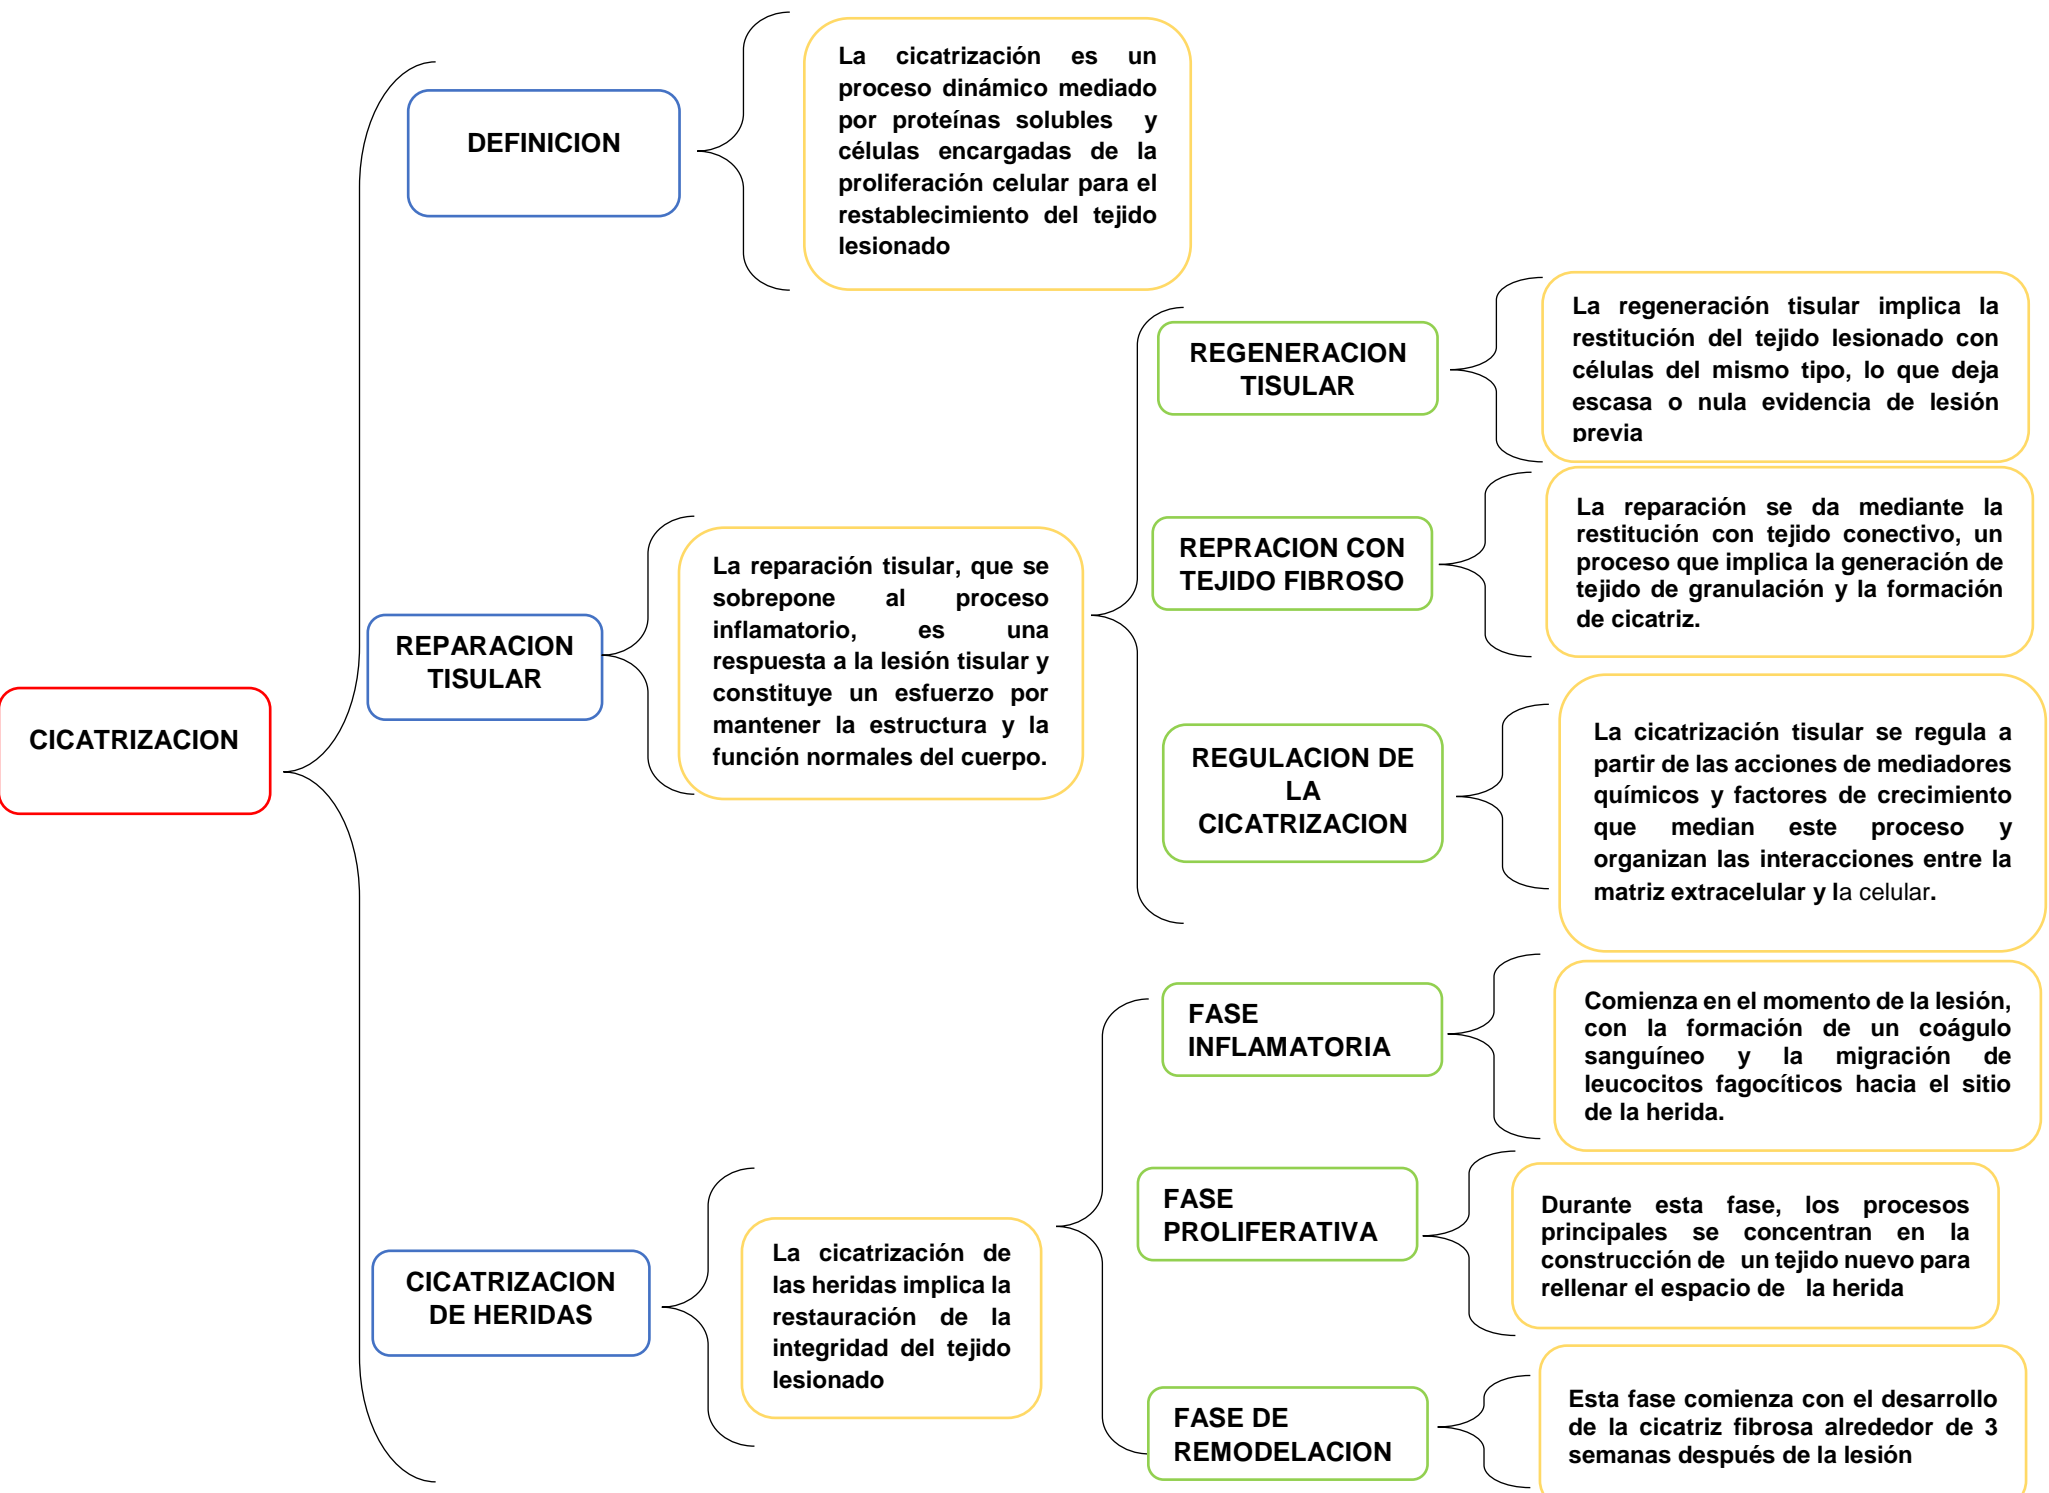 CICATRIZACION
DEFINICION
La cicatrización es un
proceso dinámico mediado
por proteínas solubles y
células encargadas de la
proliferación celular para el
restablecimiento del tejido
lesionado
REPARACION
TISULAR
La reparación tisular, que se
sobrepone al proceso
inflamatorio, es una
respuesta a la lesión tisular y
constituye un esfuerzo por
mantener la estructura y la
función normales del cuerpo.
REGENERACION
TISULAR
La regeneración tisular implica la
restitución del tejido lesionado con
células del mismo tipo, lo que deja
escasa o nula evidencia de lesión
previa
REPRACION CON
TEJIDO FIBROSO
La reparación se da mediante la
restitución con tejido conectivo, un
proceso que implica la generación de
tejido de granulación y la formación
de cicatriz.
REGULACION DE
LA
CICATRIZACION
La cicatrización tisular se regula a
partir de las acciones de mediadores
químicos y factores de crecimiento
que median este proceso y
organizan las interacciones entre la
matriz extracelular y la celular.
CICATRIZACION
DE HERIDAS
La cicatrización de
las heridas implica la
restauración de la
integridad del tejido
lesionado
FASE
INFLAMATORIA
Comienza en el momento de la lesión,
con la formación de un coágulo
sanguíneo y la migración de
leucocitos fagocíticos hacia el sitio
de la herida.
FASE
PROLIFERATIVA
Durante esta fase, los procesos
principales se concentran en la
construcción de un tejido nuevo para
rellenar el espacio de la herida
FASE DE
REMODELACION
Esta fase comienza con el desarrollo
de la cicatriz fibrosa alrededor de 3
semanas después de la lesión